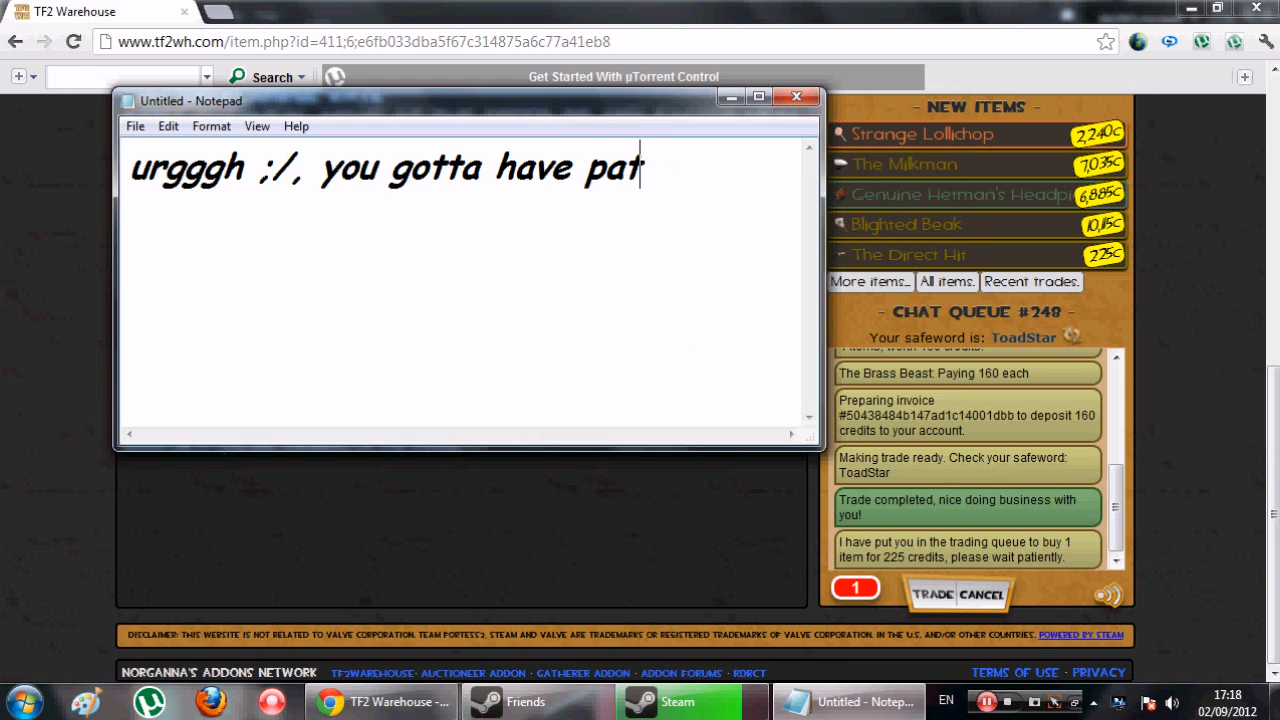 TF2 Warehouse
www.tf2wh.com/item.php?id=411;6;e6fb033dba5f67c314875a6c77a41eb8
Search
Get Started With µTorrent Control
Untitled - Notepad
File Edit Format View Help
urgggh ;/, you gotta have pat
- NEW ITEMS -
Strange Lollichop 2,240c
The Milkman 7,035c
Genuine Hetman's Headpi 6,885c
Blighted Beak 10,115c
The Direct Hit 225c
More items... All items. Recent trades.
- CHAT QUEUE #248 -
Your safeword is: ToadStar
The Brass Beast: Paying 160 each
Preparing invoice
#50438484b147ad1c14001dbb to deposit 160
credits to your account.
Making trade ready. Check your safeword:
ToadStar
Trade completed, nice doing business with
you!
I have put you in the trading queue to buy 1
item for 225 credits, please wait patiently.
1 TRADE CANCEL
DISCLAIMER: THIS WEBSITE IS NOT RELATED TO VALVE CORPORATION. TEAM FORTESS2, STEAM AND VALVE ARE TRADEMARKS OR REGISTERED TRADEMARKS OF VALVE CORPORATION. IN THE U.S. AND/OR OTHER COUNTRIES. POWERED BY STEAM
NORGANNA'S ADDONS NETWORK TF2WAREHOUSE · AUCTIONEER ADDON · GATHERER ADDON · ADDON FORUMS · RDRCT TERMS OF USE · PRIVACY
TF2 Warehouse -... Friends Steam Untitled - Notepa... EN 17:18
02/09/2012